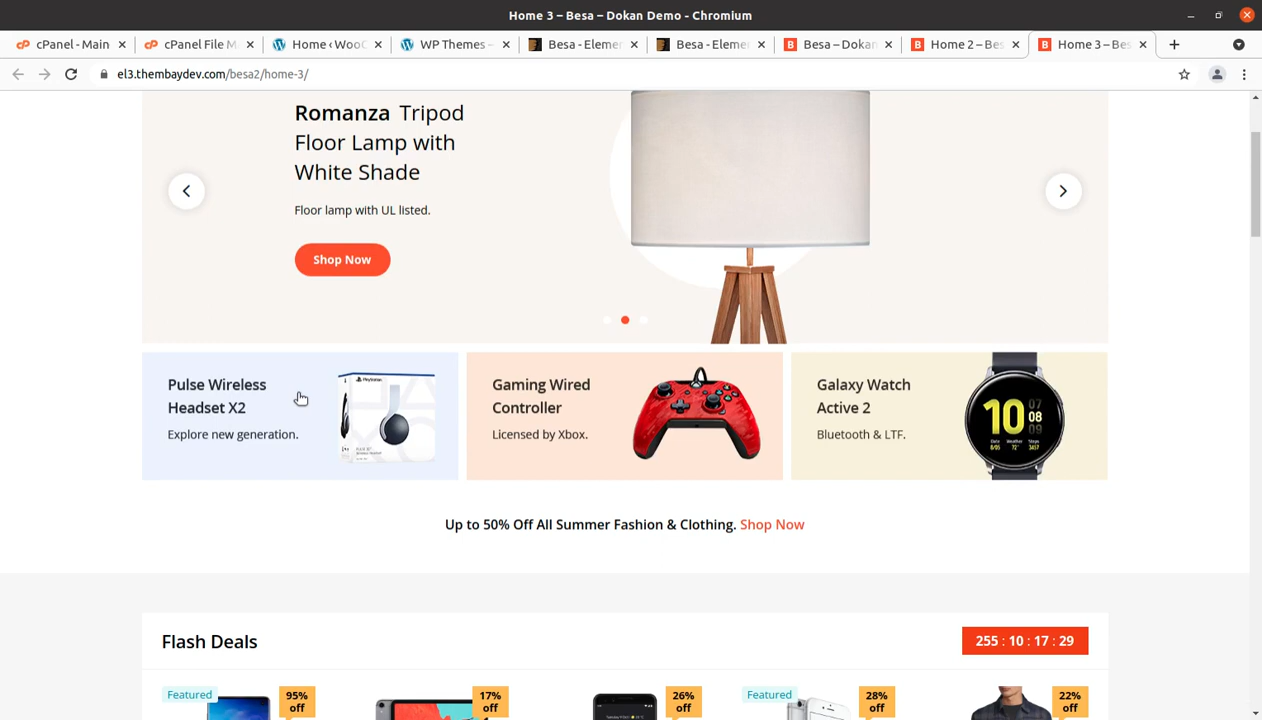 Home 3 – Besa – Dokan Demo - Chromium
cPanel - Main
cPanel File M
Home ‹ WooC
WP Themes -
Besa - Elemer
Besa - Eleme
Besa – Dokan
Home 2 – Bes
Home 3 – Bes
el3.thembaydev.com/besa2/home-3/
Romanza Tripod
Floor Lamp with
White Shade
Floor lamp with UL listed.
Shop Now
Pulse Wireless
Headset X2
Explore new generation.
Gaming Wired
Controller
Licensed by Xbox.
Galaxy Watch
Active 2
Bluetooth & LTF.
Up to 50% Off All Summer Fashion & Clothing. Shop Now
Flash Deals
255 : 10 : 17 : 29
Featured
95%
off
17%
off
26%
off
Featured
28%
off
22%
off